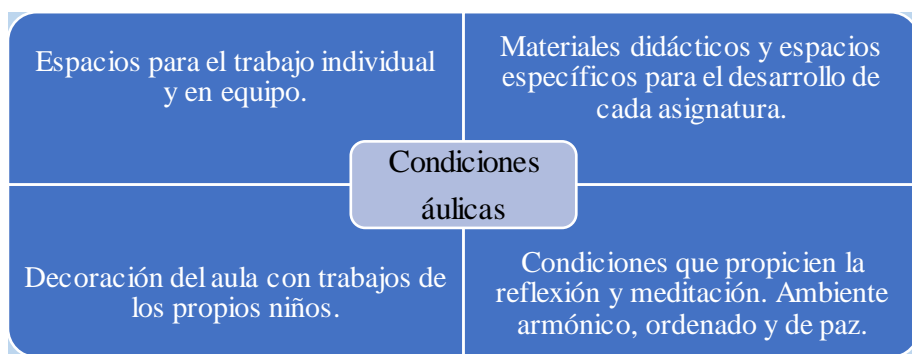 Espacios para el trabajo individual
y en equipo.
Materiales didácticos y espacios
específicos para el desarrollo de
cada asignatura.
Condiciones
áulicas
Decoración del aula con trabajos de
los propios niños.
Condiciones que propicien la
reflexión y meditación. Ambiente
armónico, ordenado y de paz.